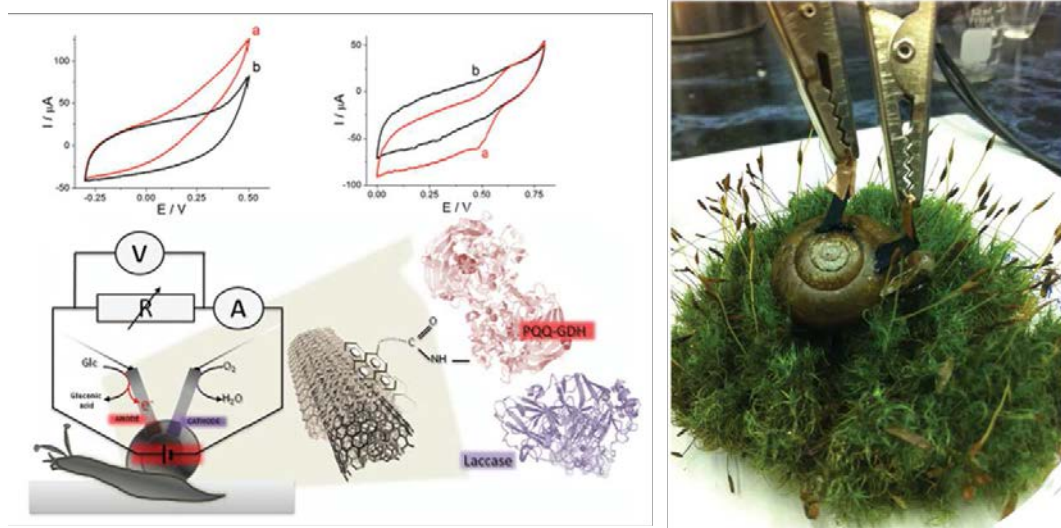 100
50
0
-50
I / μA
a
b
-0.25
0.00
0.25
0.50
E / V
50
0
-50
-100
I / μA
b
a
0.00
0.25
0.50
0.75
E / V
V
R
A
Glc
Gluconic
acid
e-
ANODE
O2
H2O
CATHODE
O
C
NH
PQQ-GDH
Laccase